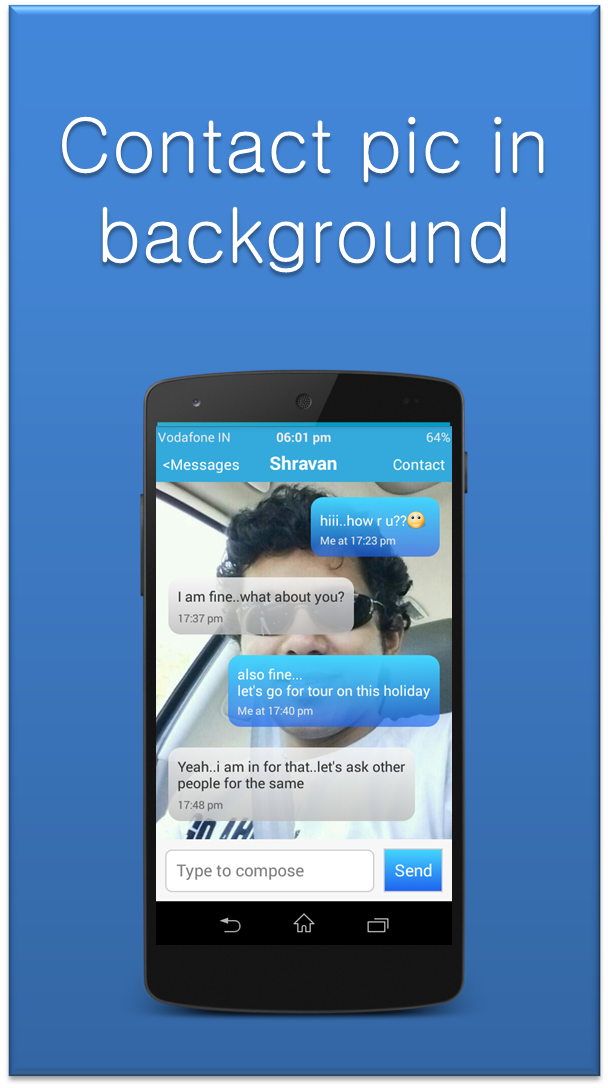 Contact pic in
background
Vodafone IN 06:01 pm 64%
<Messages Shravan Contact
hiii..how r u??😶
Me at 17:23 pm
I am fine..what about you?
17:37 pm
also fine...
let's go for tour on this holiday
Me at 17:40 pm
Yeah..i am in for that..let's ask other
people for the same
17:48 pm
Type to compose Send